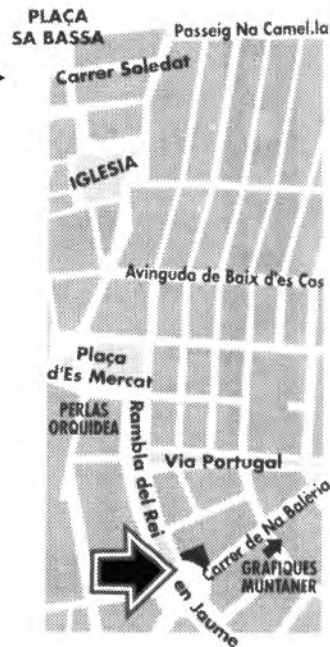 PLAÇA
SA BASSA
Passeig Na Camel.la
Carrer Soledat
IGLESIA
Avinguda de Baix d'es Cos
Plaça
d'Es Mercat
PERLAS
ORQUIDEA
Rambla del Rei
en Jaume
Via Portugal
Carrer de Na Balèria
GRAFIQUES
MUNTANER